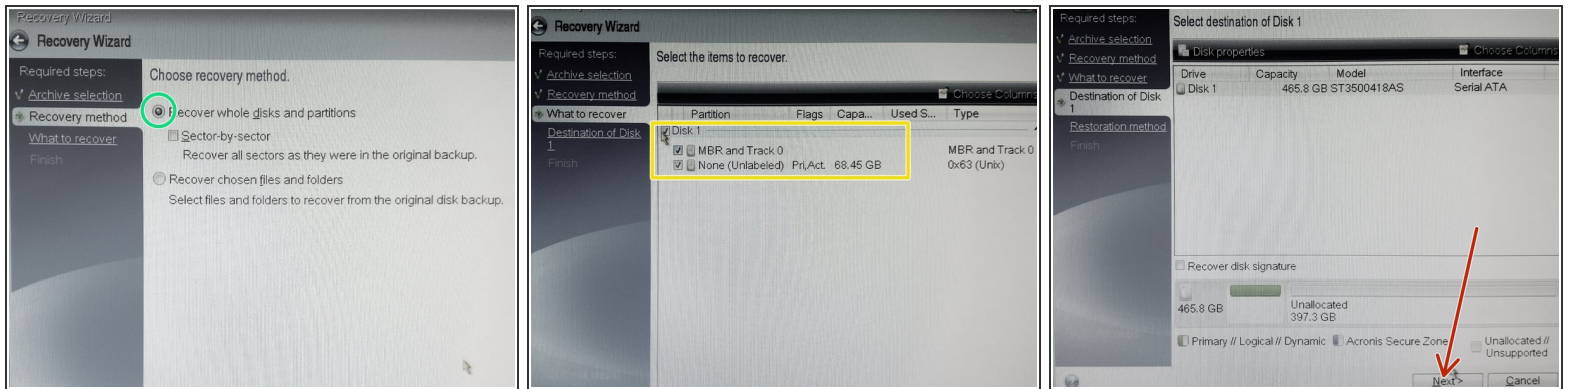 Recovery Wizard
Recovery Wizard
Required steps:
Archive selection
Recovery method
What to recover
Finish
Choose recovery method.
Recover whole disks and partitions
Sector-by-sector
Recover all sectors as they were in the original backup.
Recover chosen files and folders
Select files and folders to recover from the original disk backup.
Recovery Wizard
Required steps:
Archive selection
Recovery method
What to recover
Destination of Disk
1
Finish
Select the items to recover.
Choose Columns
Partition Flags Capa... Used S... Type
Disk 1
MBR and Track 0 MBR and Track 0
None (Unlabeled) Pri,Act. 68.45 GB 0x63 (Unix)
Required steps:
Archive selection
Recovery method
What to recover
Destination of Disk
1
Restoration method
Finish
Select destination of Disk 1
Disk properties Choose Columns
Drive Capacity Model Interface
Disk 1 465.8 GB ST3500418AS Serial ATA
Recover disk signature
465.8 GB
Unallocated
397.3 GB
Primary // Logical // Dynamic Acronis Secure Zone Unallocated //
Unsupported
Next > Cancel